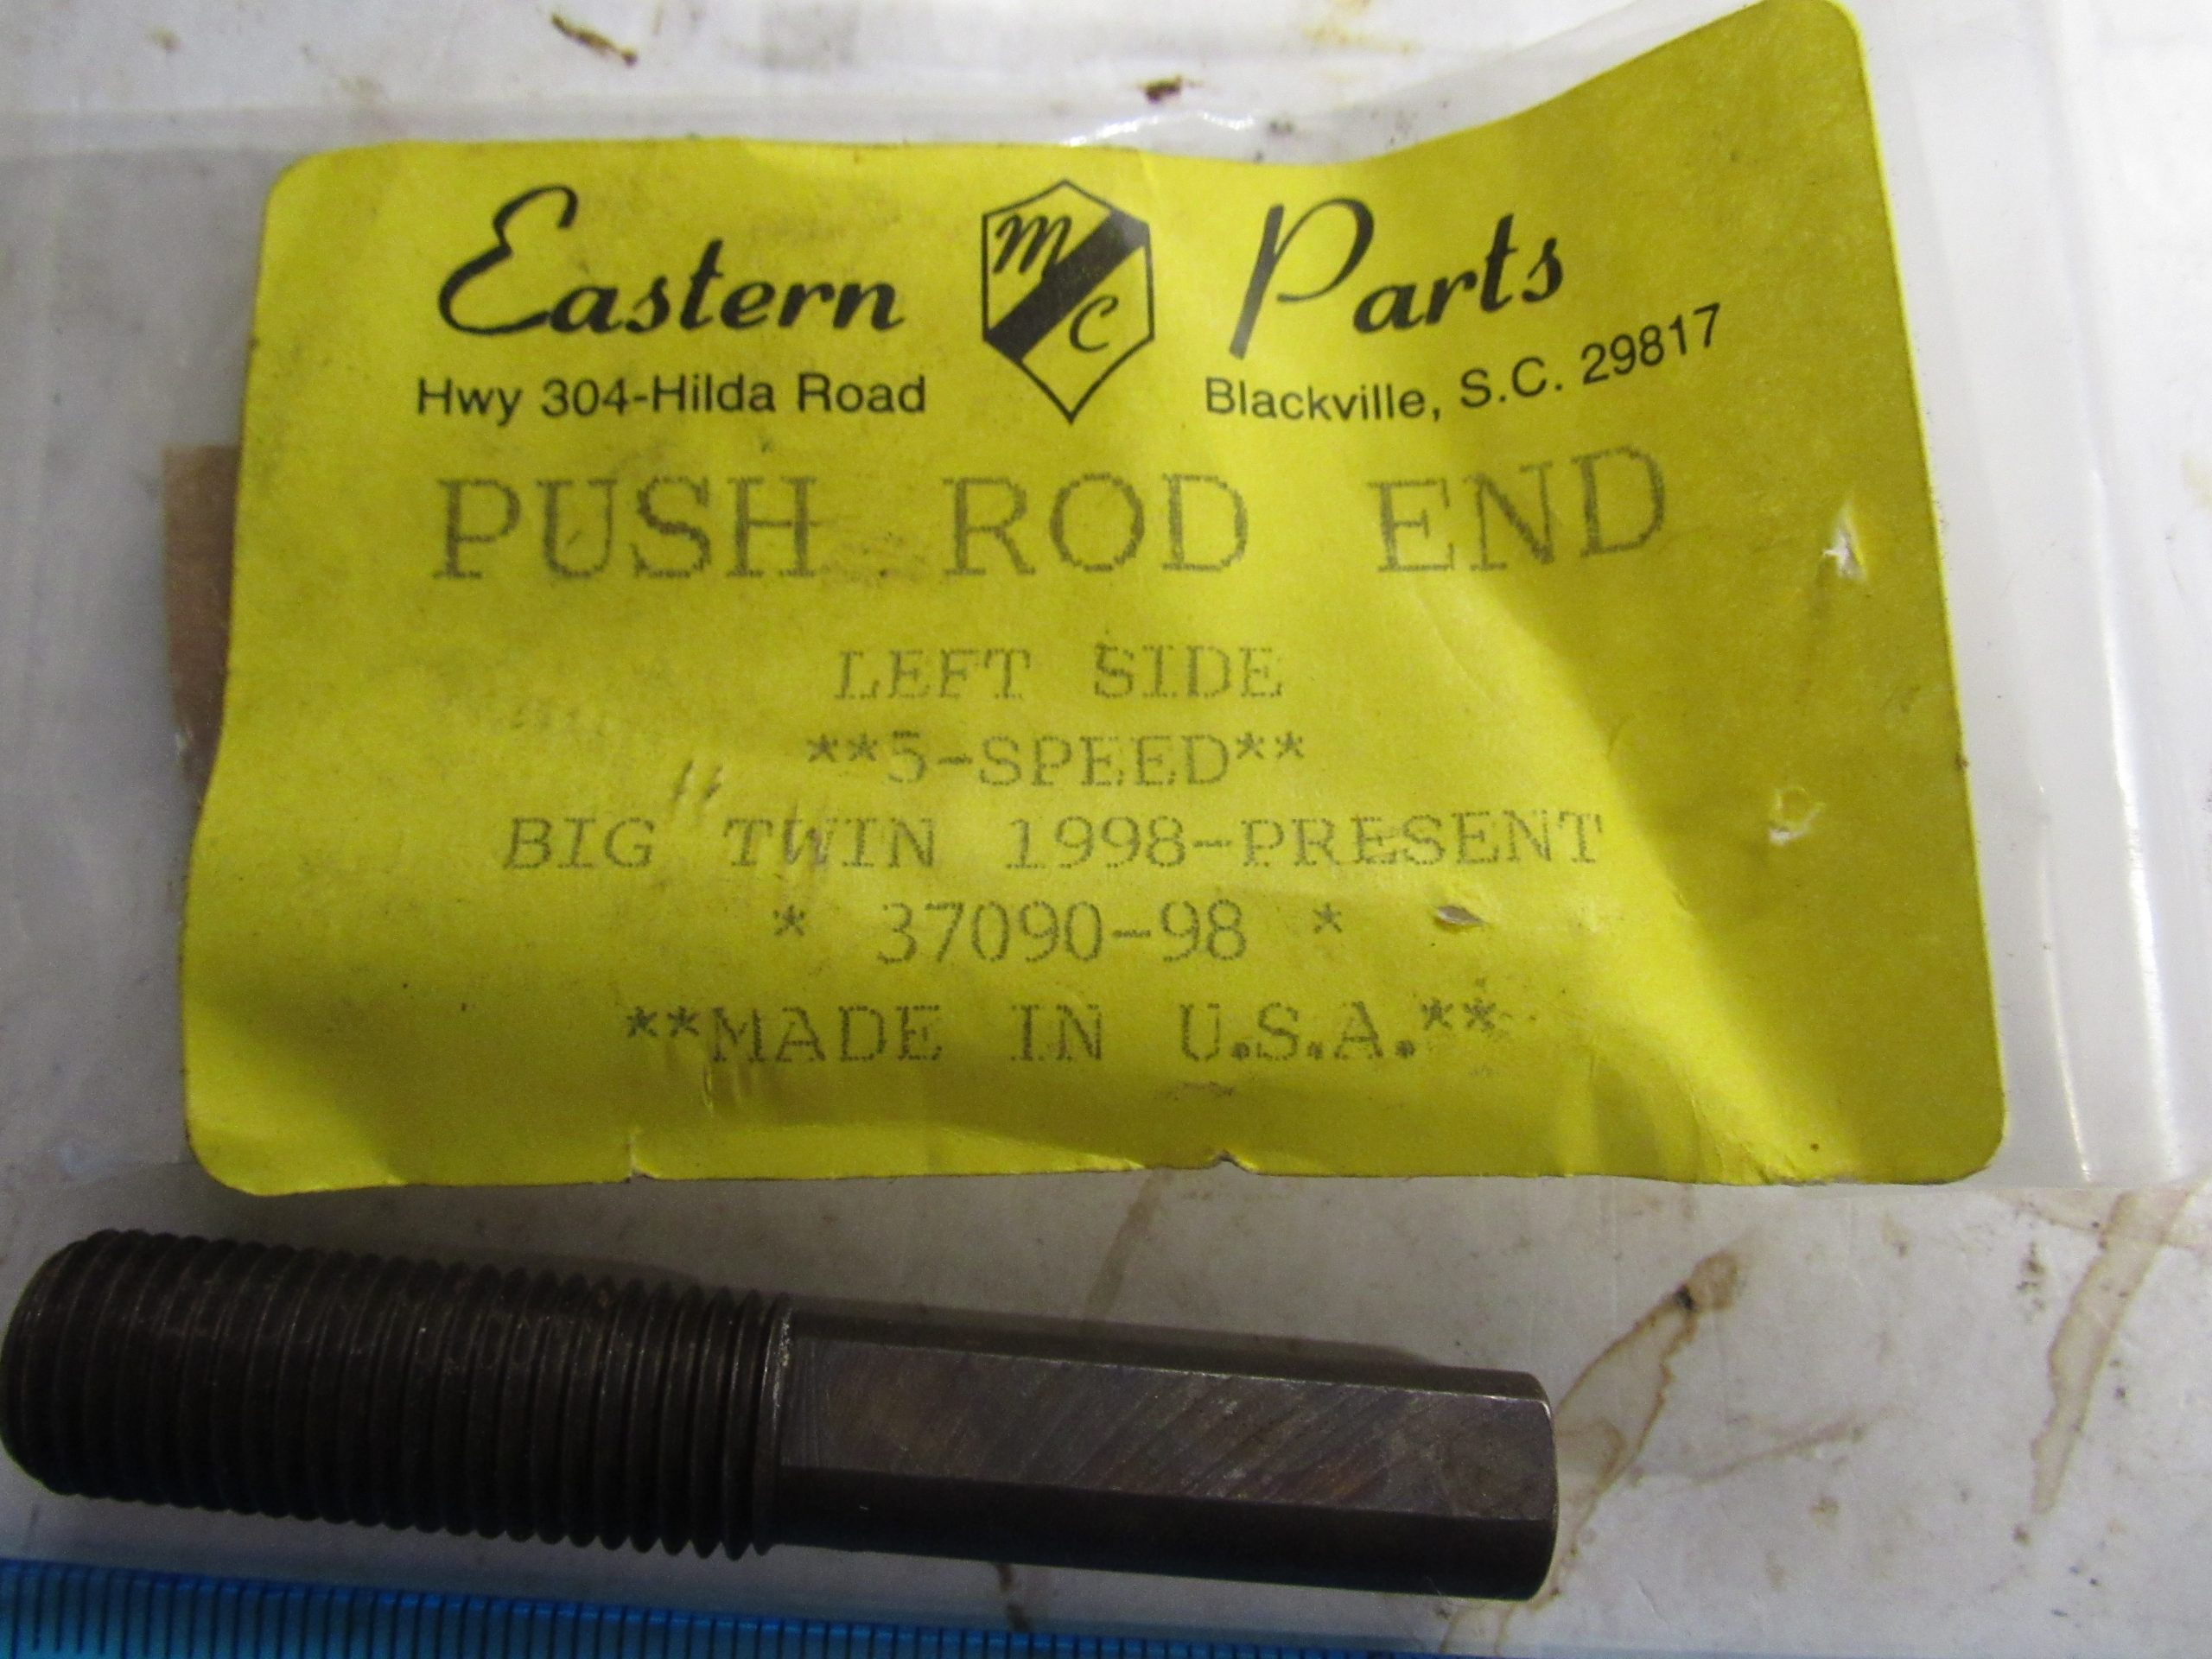 Eastern MC Parts
Hwy 304-Hilda Road Blackville, S.C. 29817
PUSH ROD END
LEFT SIDE
**5-SPEED**
BIG TWIN 1998-PRESENT
* 37090-98 *
**MADE IN U.S.A.**